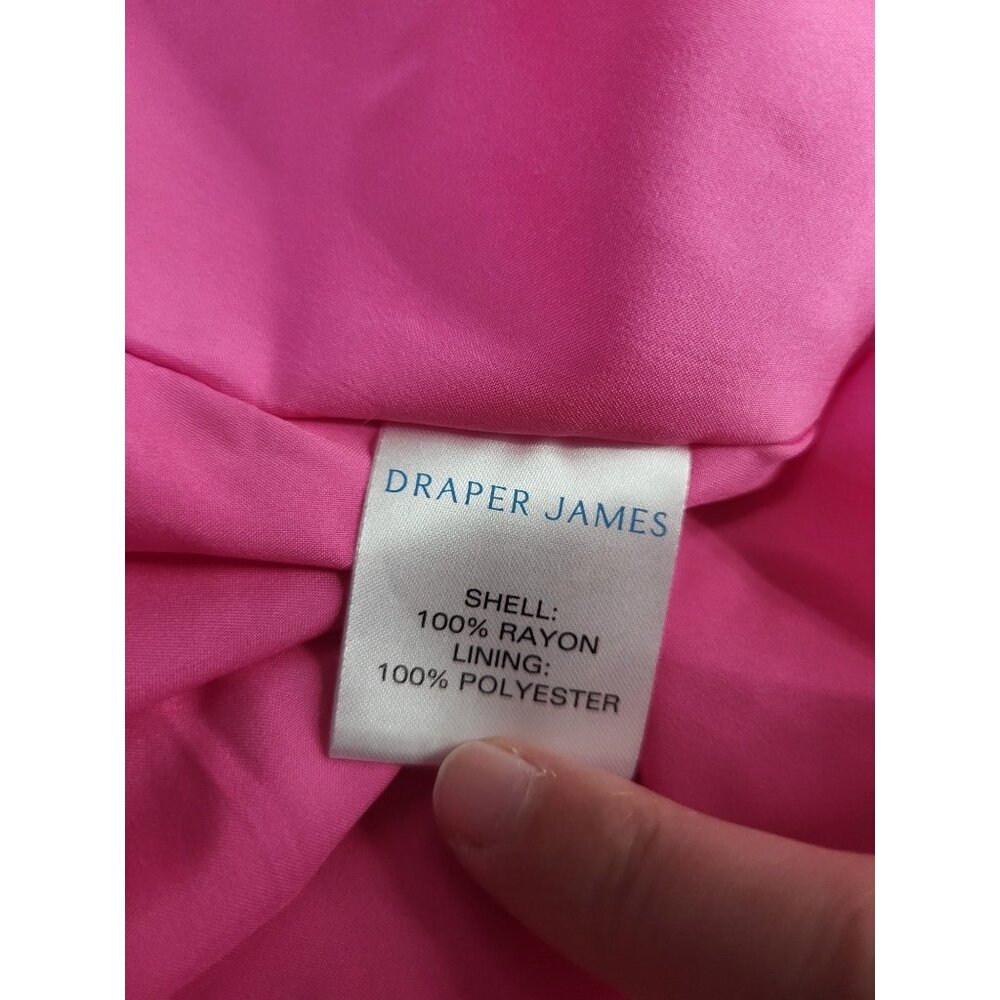 DRAPER JAMES
SHELL:
100% RAYON
LINING:
100% POLYESTER